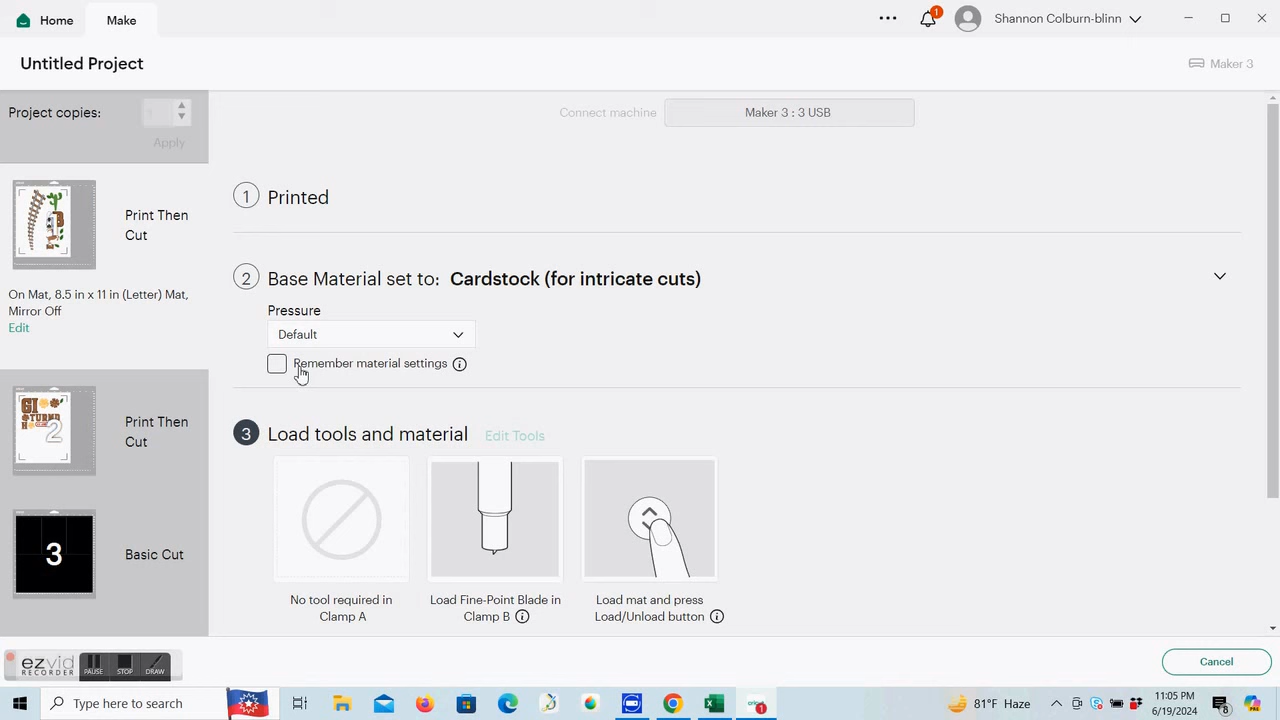 Home
Make
1
Shannon Colburn-blinn
Untitled Project
Maker 3
Project copies:
Apply
Connect machine
Maker 3 : 3 USB
1 Printed
2 Base Material set to: Cardstock (for intricate cuts)
Pressure
Default
Remember material settings
Print Then
Cut
On Mat, 8.5 in x 11 in (Letter) Mat,
Mirror Off
Edit
3 Load tools and material
Edit Tools
2
Print Then
Cut
3
Basic Cut
No tool required in
Clamp A
Load Fine-Point Blade in
Clamp B
Load mat and press
Load/Unload button
ezvid
RECORDER
PAUSE
STOP
DRAW
Cancel
Type here to search
81°F Haze
11:05 PM
6/19/2024
8